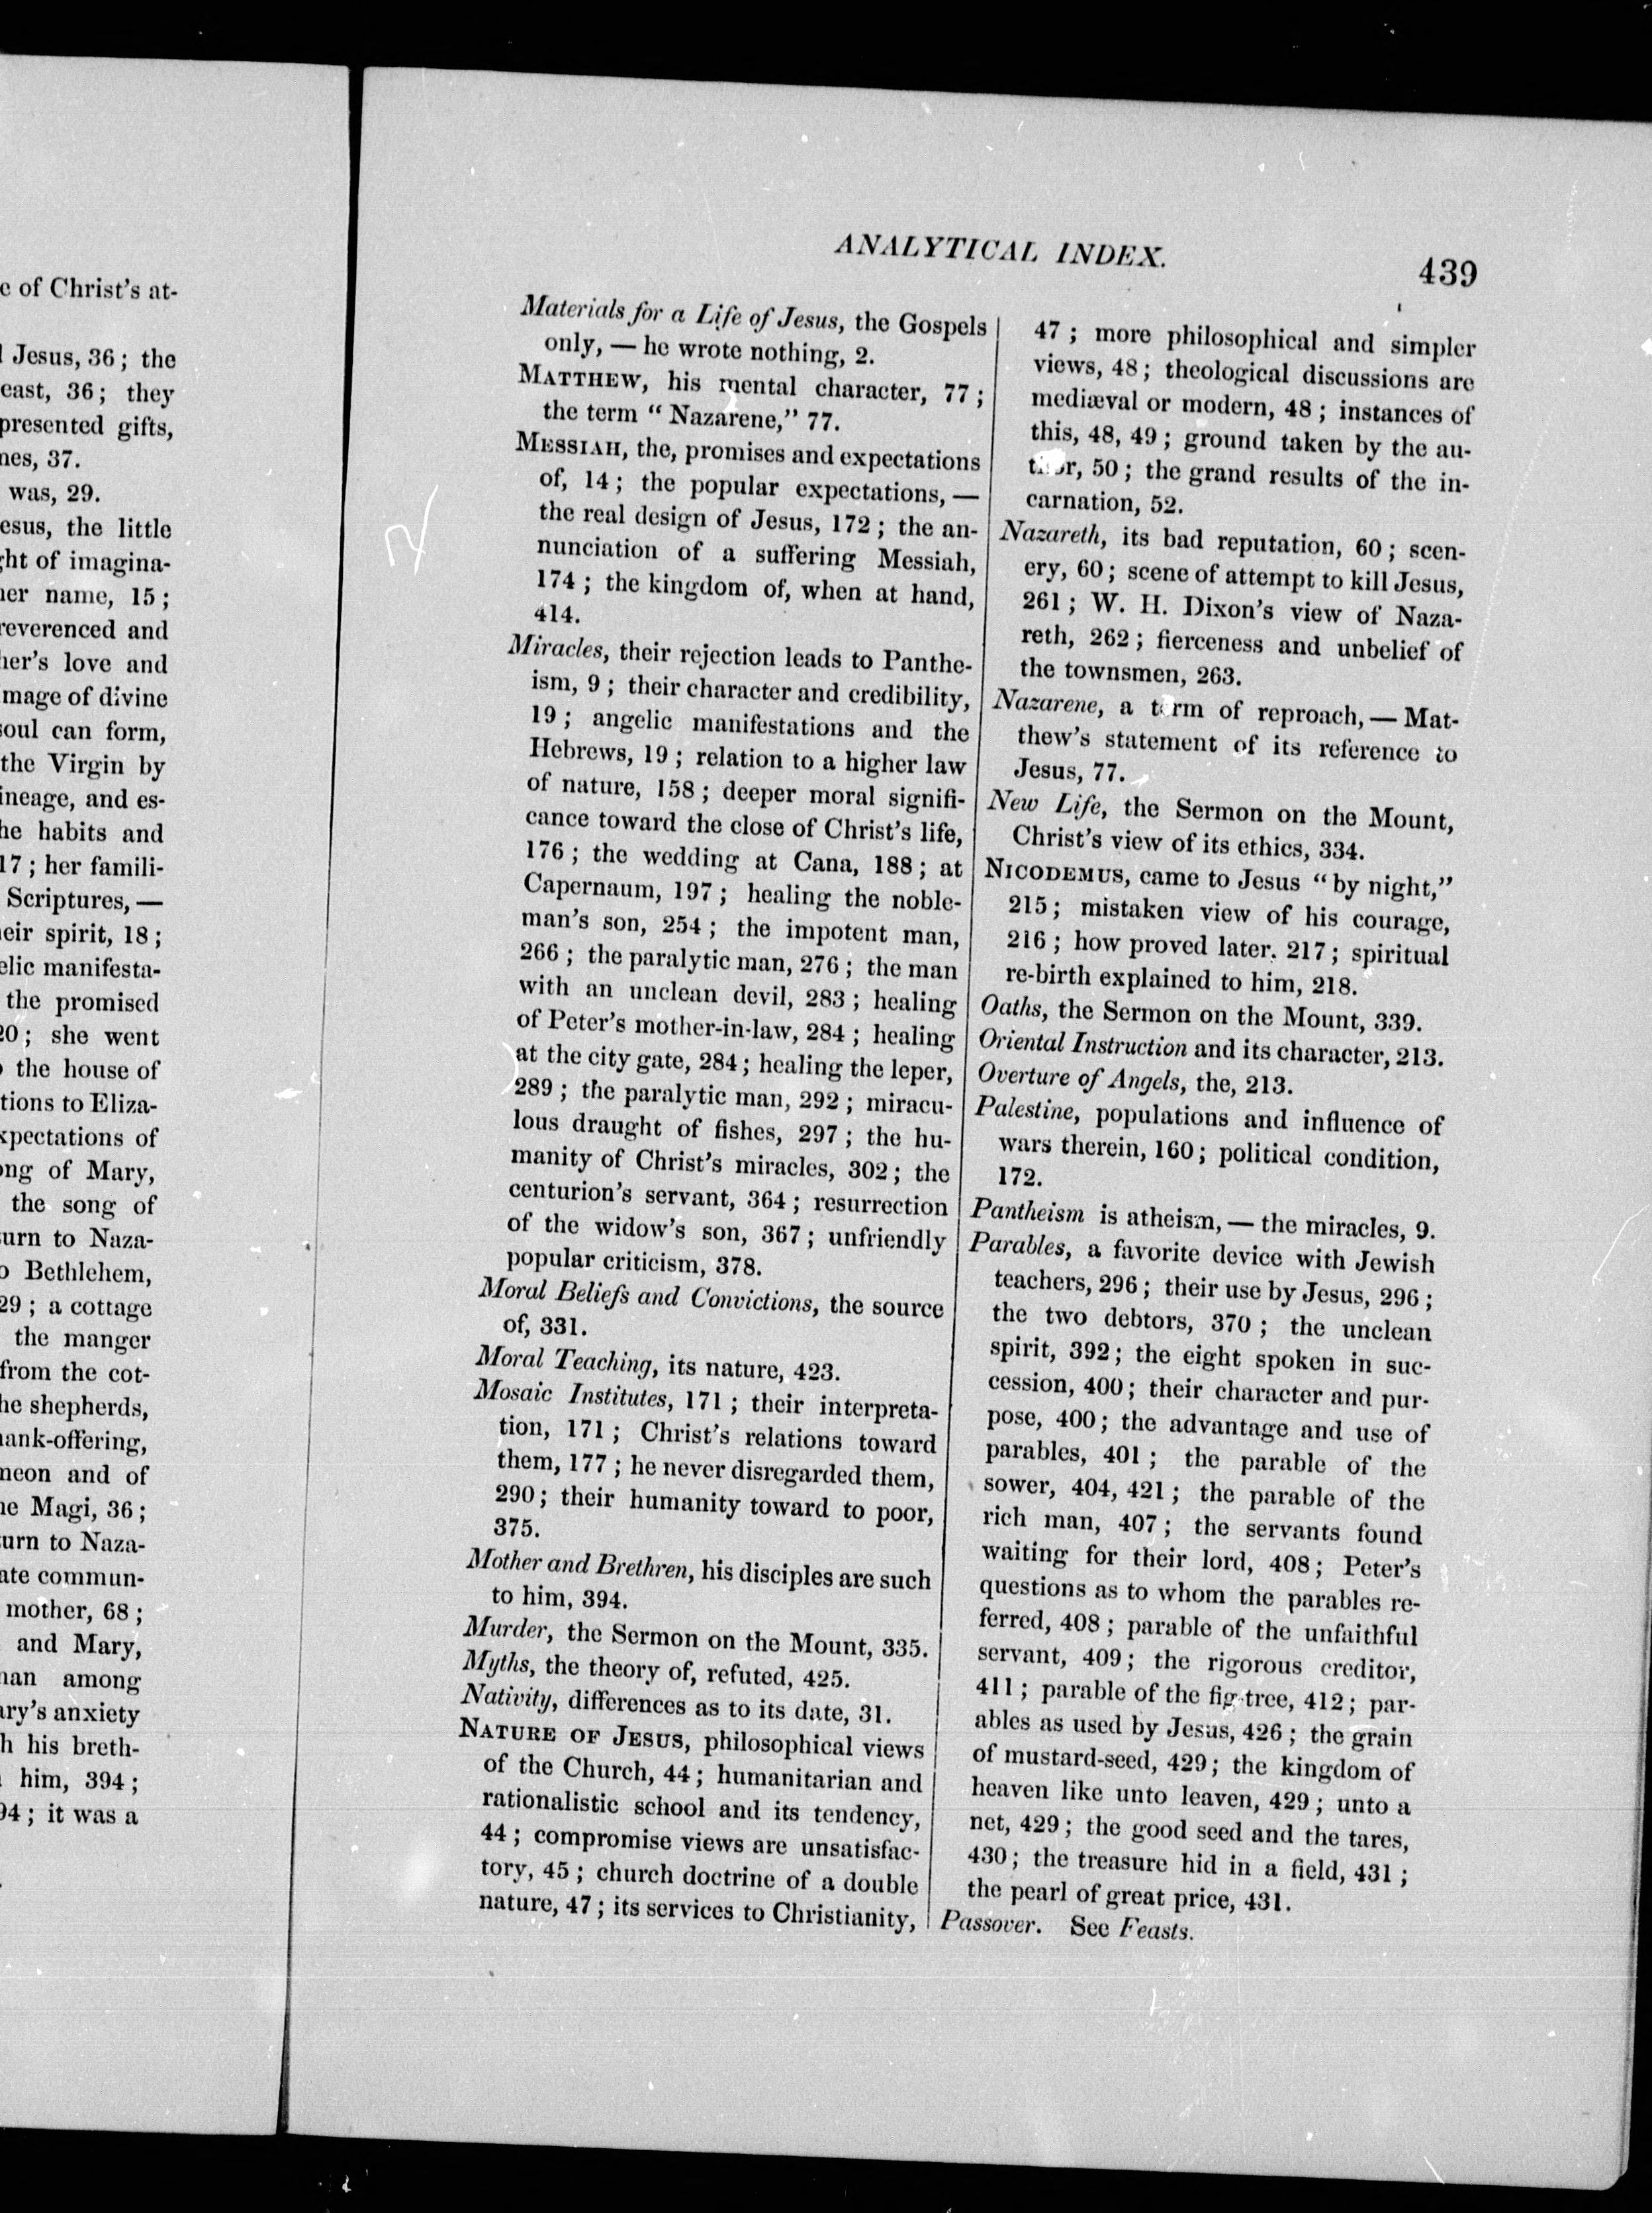 e of Christ's at-
Jesus, 36; the
east, 36; they
presented gifts,
nes, 37.
was, 29.
esus, the little
ght of imagina-
her name, 15;
reverenced and
her's love and
mage of divine
soul can form,
the Virgin by
ineage, and es-
he habits and
17; her famili-
Scriptures, —
eir spirit, 18;
elic manifesta-
the promised
20; she went
the house of
tions to Eliza-
xpectations of
ong of Mary,
the song of
urn to Naza-
o Bethlehem,
29; a cottage
the manger
from the cot-
he shepherds,
hank-offering,
meon and of
he Magi, 36;
turn to Naza-
ate commun-
mother, 68;
and Mary,
man among
ary's anxiety
h his breth-
him, 394;
94; it was a
ANALYTICAL INDEX.
439
Materials for a Life of Jesus, the Gospels
only, — he wrote nothing, 2.
MATTHEW, his mental character, 77;
the term "Nazarene," 77.
MESSIAH, the, promises and expectations
of, 14; the popular expectations, —
the real design of Jesus, 172; the an-
nunciation of a suffering Messiah,
174; the kingdom of, when at hand,
414.
Miracles, their rejection leads to Panthe-
ism, 9; their character and credibility,
19; angelic manifestations and the
Hebrews, 19; relation to a higher law
of nature, 158; deeper moral signifi-
cance toward the close of Christ's life,
176; the wedding at Cana, 188; at
Capernaum, 197; healing the noble-
man's son, 254; the impotent man,
266; the paralytic man, 276; the man
with an unclean devil, 283; healing
of Peter's mother-in-law, 284; healing
at the city gate, 284; healing the leper,
289; the paralytic man, 292; miracu-
lous draught of fishes, 297; the hu-
manity of Christ's miracles, 302; the
centurion's servant, 364; resurrection
of the widow's son, 367; unfriendly
popular criticism, 378.
Moral Beliefs and Convictions, the source
of, 331.
Moral Teaching, its nature, 423.
Mosaic Institutes, 171; their interpreta-
tion, 171; Christ's relations toward
them, 177; he never disregarded them,
290; their humanity toward to poor,
375.
Mother and Brethren, his disciples are such
to him, 394.
Murder, the Sermon on the Mount, 335.
Myths, the theory of, refuted, 425.
Nativity, differences as to its date, 31.
NATURE OF JESUS, philosophical views
of the Church, 44; humanitarian and
rationalistic school and its tendency,
44; compromise views are unsatisfac-
tory, 45; church doctrine of a double
nature, 47; its services to Christianity,
47; more philosophical and simpler
views, 48; theological discussions are
mediæval or modern, 48; instances of
this, 48, 49; ground taken by the au-
thor, 50; the grand results of the in-
carnation, 52.
Nazareth, its bad reputation, 60; scen-
ery, 60; scene of attempt to kill Jesus,
261; W. H. Dixon's view of Naza-
reth, 262; fierceness and unbelief of
the townsmen, 263.
Nazarene, a term of reproach, — Mat-
thew's statement of its reference to
Jesus, 77.
New Life, the Sermon on the Mount,
Christ's view of its ethics, 334.
NICODEMUS, came to Jesus "by night,"
215; mistaken view of his courage,
216; how proved later. 217; spiritual
re-birth explained to him, 218.
Oaths, the Sermon on the Mount, 339.
Oriental Instruction and its character, 213.
Overture of Angels, the, 213.
Palestine, populations and influence of
wars therein, 160; political condition,
172.
Pantheism is atheism, — the miracles, 9.
Parables, a favorite device with Jewish
teachers, 296; their use by Jesus, 296;
the two debtors, 370; the unclean
spirit, 392; the eight spoken in suc-
cession, 400; their character and pur-
pose, 400; the advantage and use of
parables, 401; the parable of the
sower, 404, 421; the parable of the
rich man, 407; the servants found
waiting for their lord, 408; Peter's
questions as to whom the parables re-
ferred, 408; parable of the unfaithful
servant, 409; the rigorous creditor,
411; parable of the fig-tree, 412; par-
ables as used by Jesus, 426; the grain
of mustard-seed, 429; the kingdom of
heaven like unto leaven, 429; unto a
net, 429; the good seed and the tares,
430; the treasure hid in a field, 431;
the pearl of great price, 431.
Passover. See Feasts.